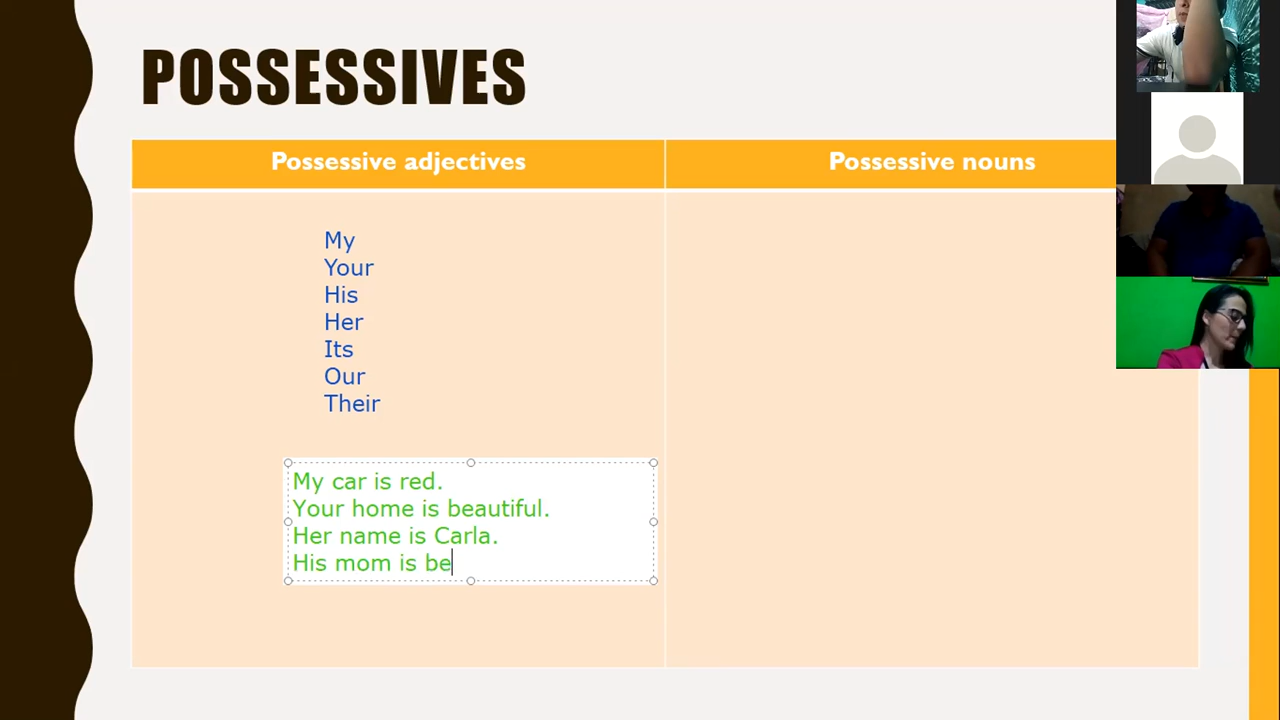 POSSESSIVES
Possessive adjectives
Possessive nouns
My
Your
His
Her
Its
Our
Their
My car is red.
Your home is beautiful.
Her name is Carla.
His mom is be